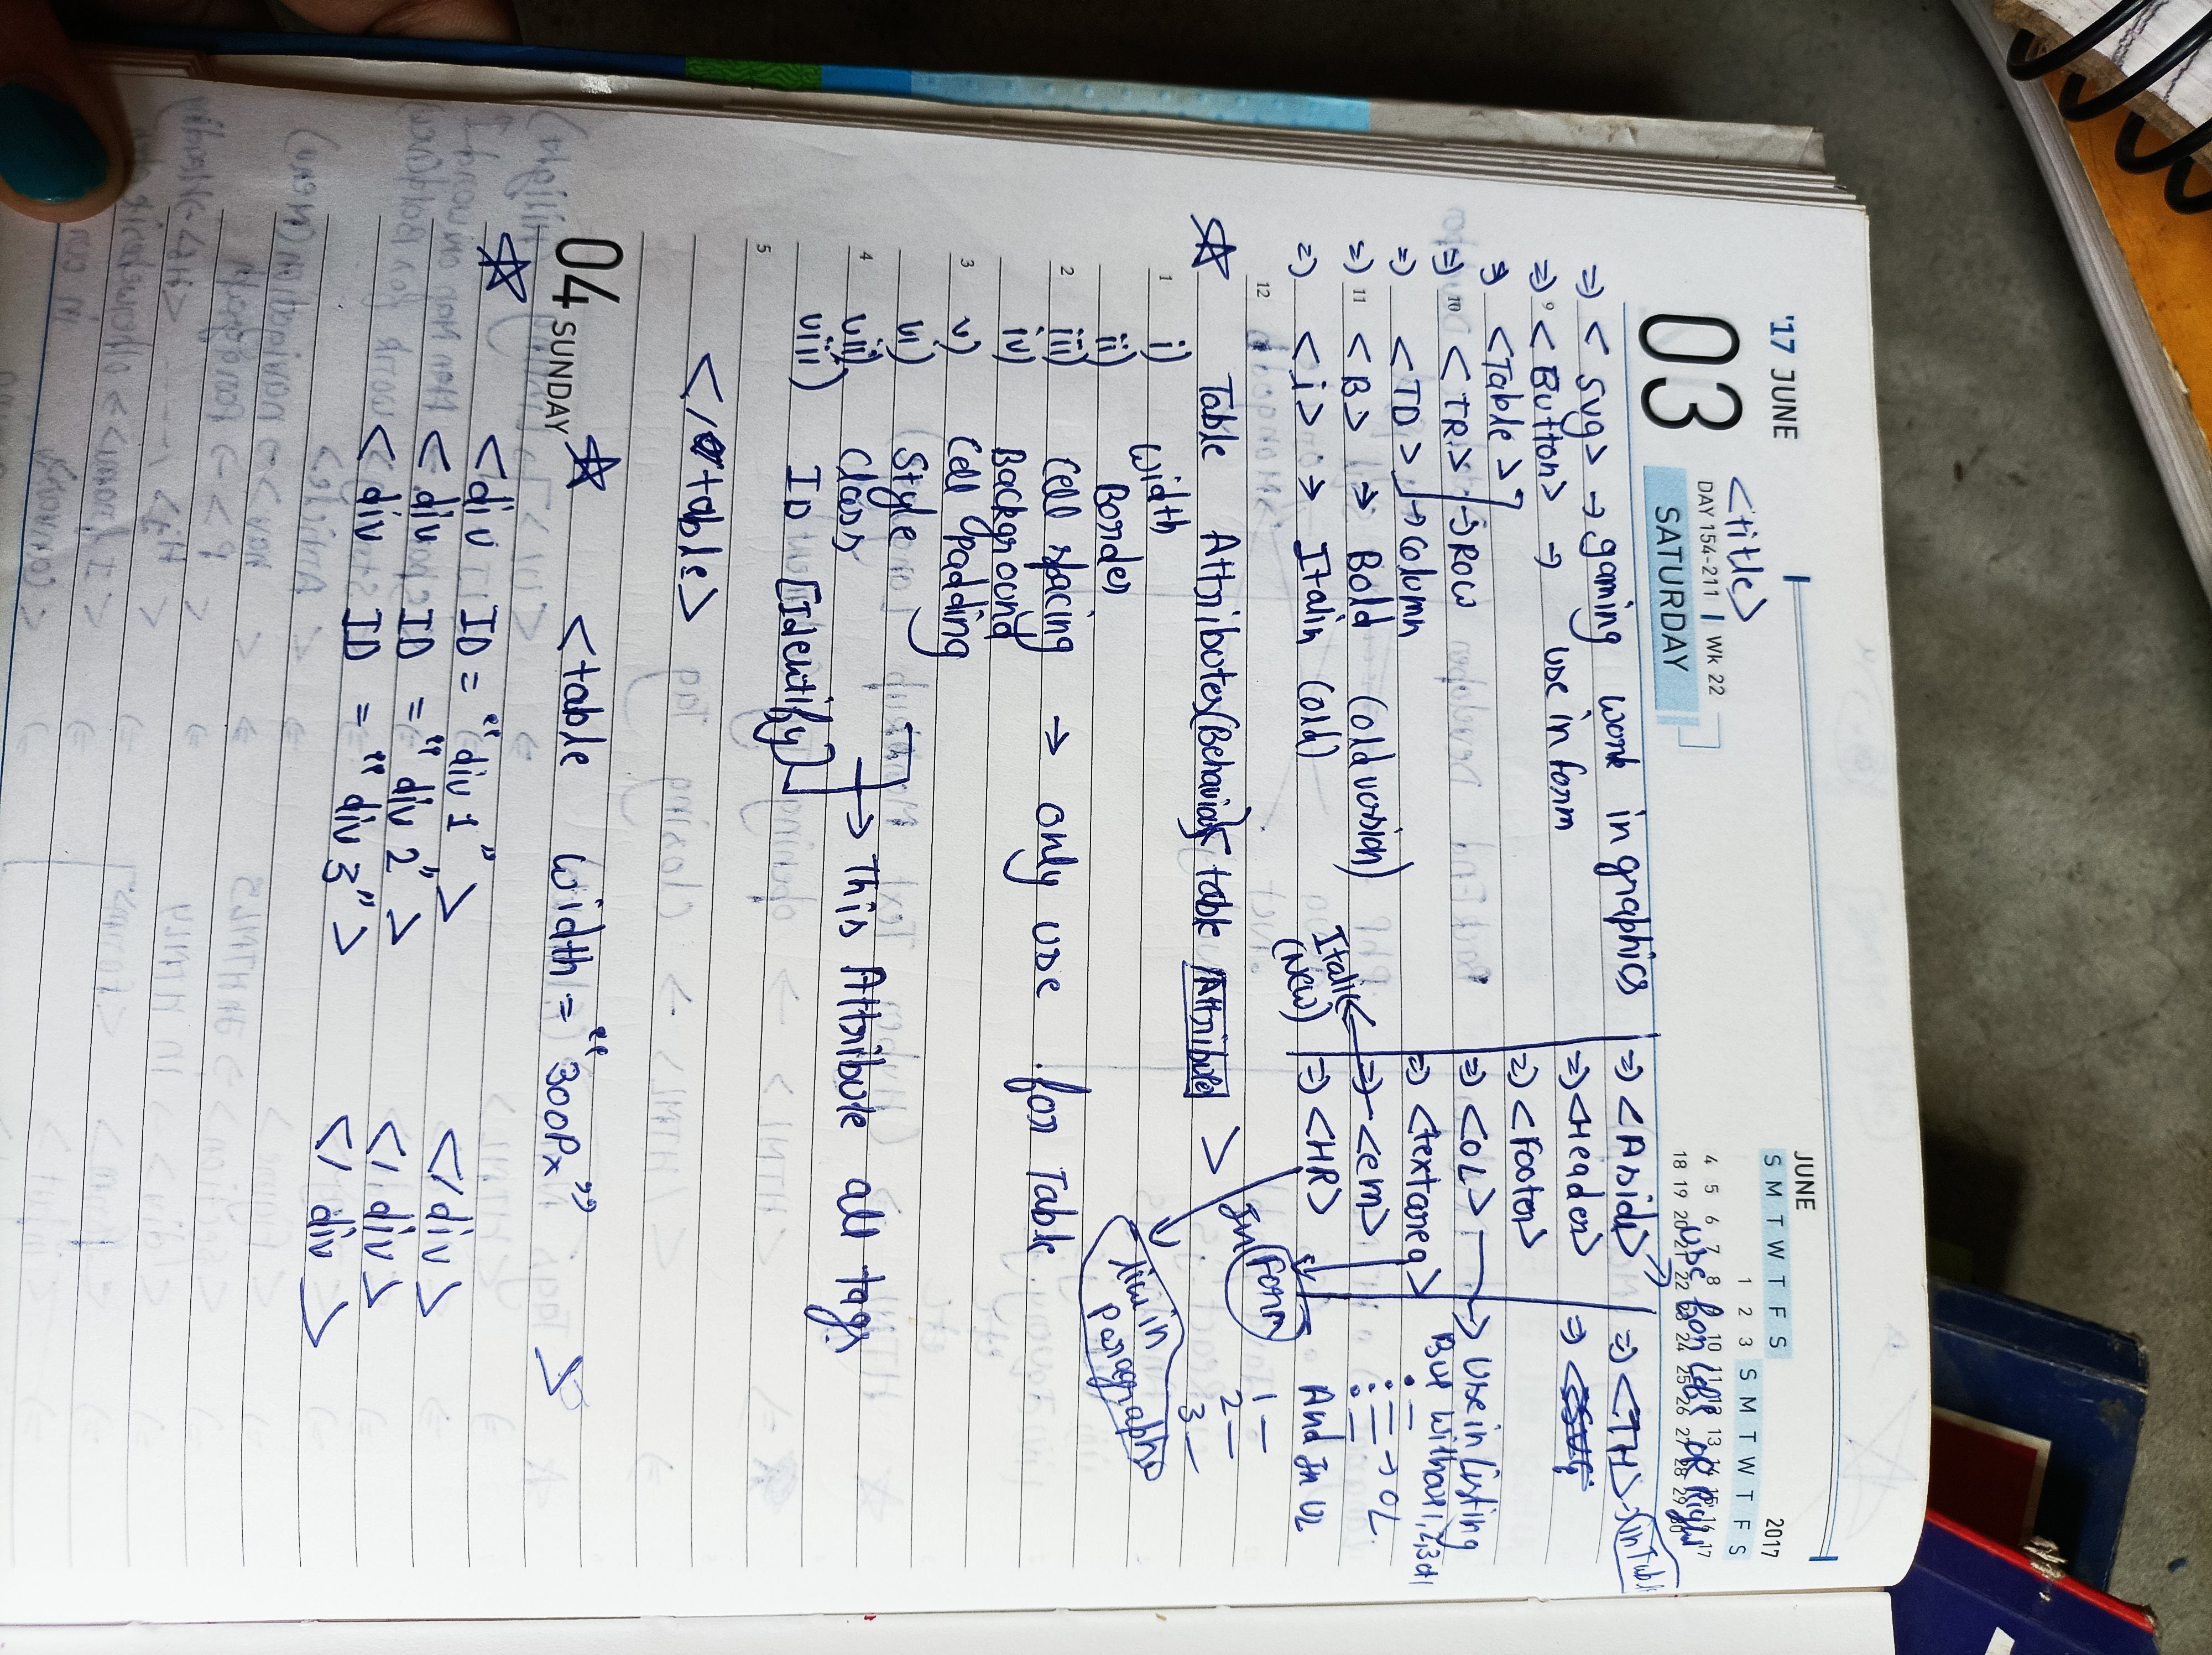 '17 JUNE
03
<title>
DAY 154-211 | Wk 22
SATURDAY
JUNE
2017
S M T W T F S
1 2 3 S M T W T F S
4 5 6 7 8 9 10 11 12 13 14 15 16 17
18 19 20 21 22 23 24 25 26 27 28 29 30
use for Left OR Right
=> <svg> → gaming work in graphics
=> 9 <Button> → use in form
=> <Table>
=> 10 <TR> → Row
=> <TD> → Column
=> 11 <B> → Bold (old version)
=> <i> → Italin (old)
12
=> <Aside>
=> <Header>
=> <Footer>
=> <OL> → Use in Listing
But without 1,2,3 etc
=> <textarea>
In Form
=> <em>
Italic
(New)
=> <HR>
line in
Paragraphs
=> <TH> → in Table
=>
• —
• — → OL
• —
And In UL
1 —
2 —
3 —
Table Attributes (Behavior) < table Attributes >
1 i) Width
ii) Border
2 iii) Cell spacing → only use for Table
iv) Background
3 v) Cell Padding
vi) Style
4 vii) Class → This Attribute all tags
viii) ID [Identify]
5
</table>
04 SUNDAY
<table width = "300Px" >
<div ID = "div 1" > </div>
<div ID = "div 2" > </div>
<div ID = "div 3" > </div>